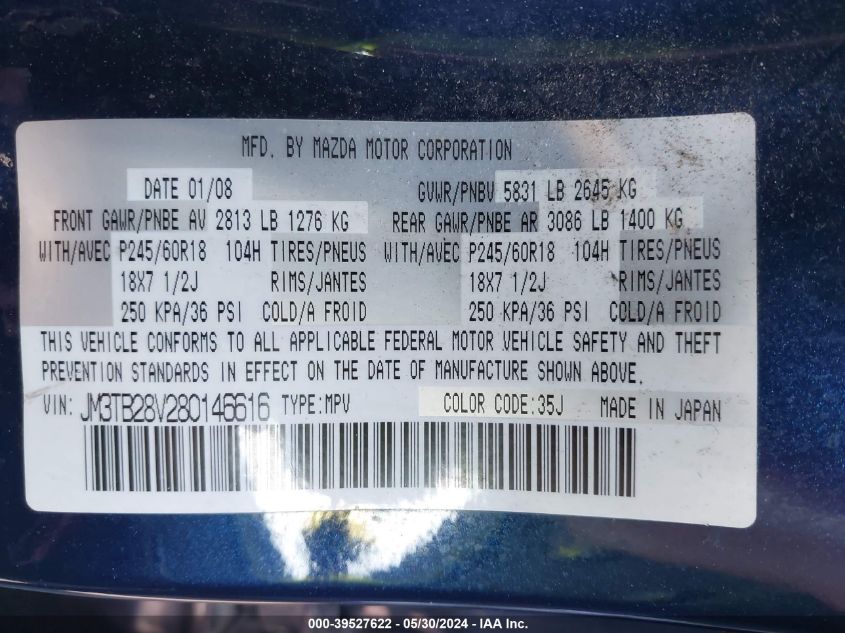 MFD. BY MAZDA MOTOR CORPORATION
DATE 01/08 GVWR/PNBV 5831 LB 2645 KG
FRONT GAWR/PNBE AV 2813 LB 1276 KG REAR GAWR/PNBE AR 3086 LB 1400 KG
WITH/AVEC P245/60R18 104H TIRES/PNEUS WITH/AVEC P245/60R18 104H TIRES/PNEUS
18X7 1/2J RIMS/JANTES 18X7 1/2J RIMS/JANTES
250 KPA/36 PSI COLD/A FROID 250 KPA/36 PSI COLD/A FROID
THIS VEHICLE CONFORMS TO ALL APPLICABLE FEDERAL MOTOR VEHICLE SAFETY AND THEFT
PREVENTION STANDARDS IN EFFECT ON THE DATE OF MANUFACTURE SHOWN ABOVE.
VIN: JM3TB28V280146616 TYPE:MPV COLOR CODE:35J MADE IN JAPAN
000-39527622 - 05/30/2024 - IAA Inc.